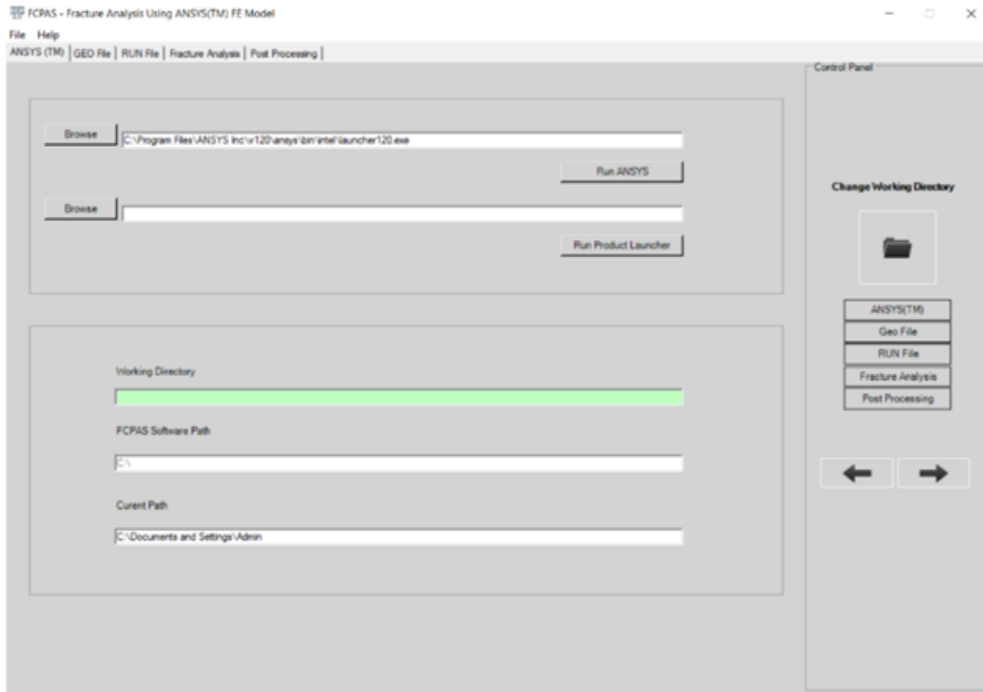 FCPAS - Fracture Analysis Using ANSYS(TM) FE Model
File Help
ANSYS (TM) GEO File RUN File Fracture Analysis Post Processing
Control Panel
Browse C:\Program Files\ANSYS Inc\v120\ansys\bin\intel\launcher120.exe
Run ANSYS
Change Working Directory
Browse
Run Product Launcher
ANSYS(TM)
Geo File
RUN File
Fracture Analysis
Post Processing
Working Directory
FCPAS Software Path
C:\
Curent Path
C:\Documents and Settings\Admin